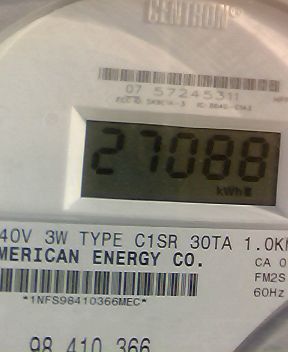 CENTRON®
07 57245311
27088
kWh
40V 3W TYPE C1SR 30TA 1.0K
MERICAN ENERGY CO.
CA 0
FM2S
60Hz
*1NFS98410366MEC*
98 410 366